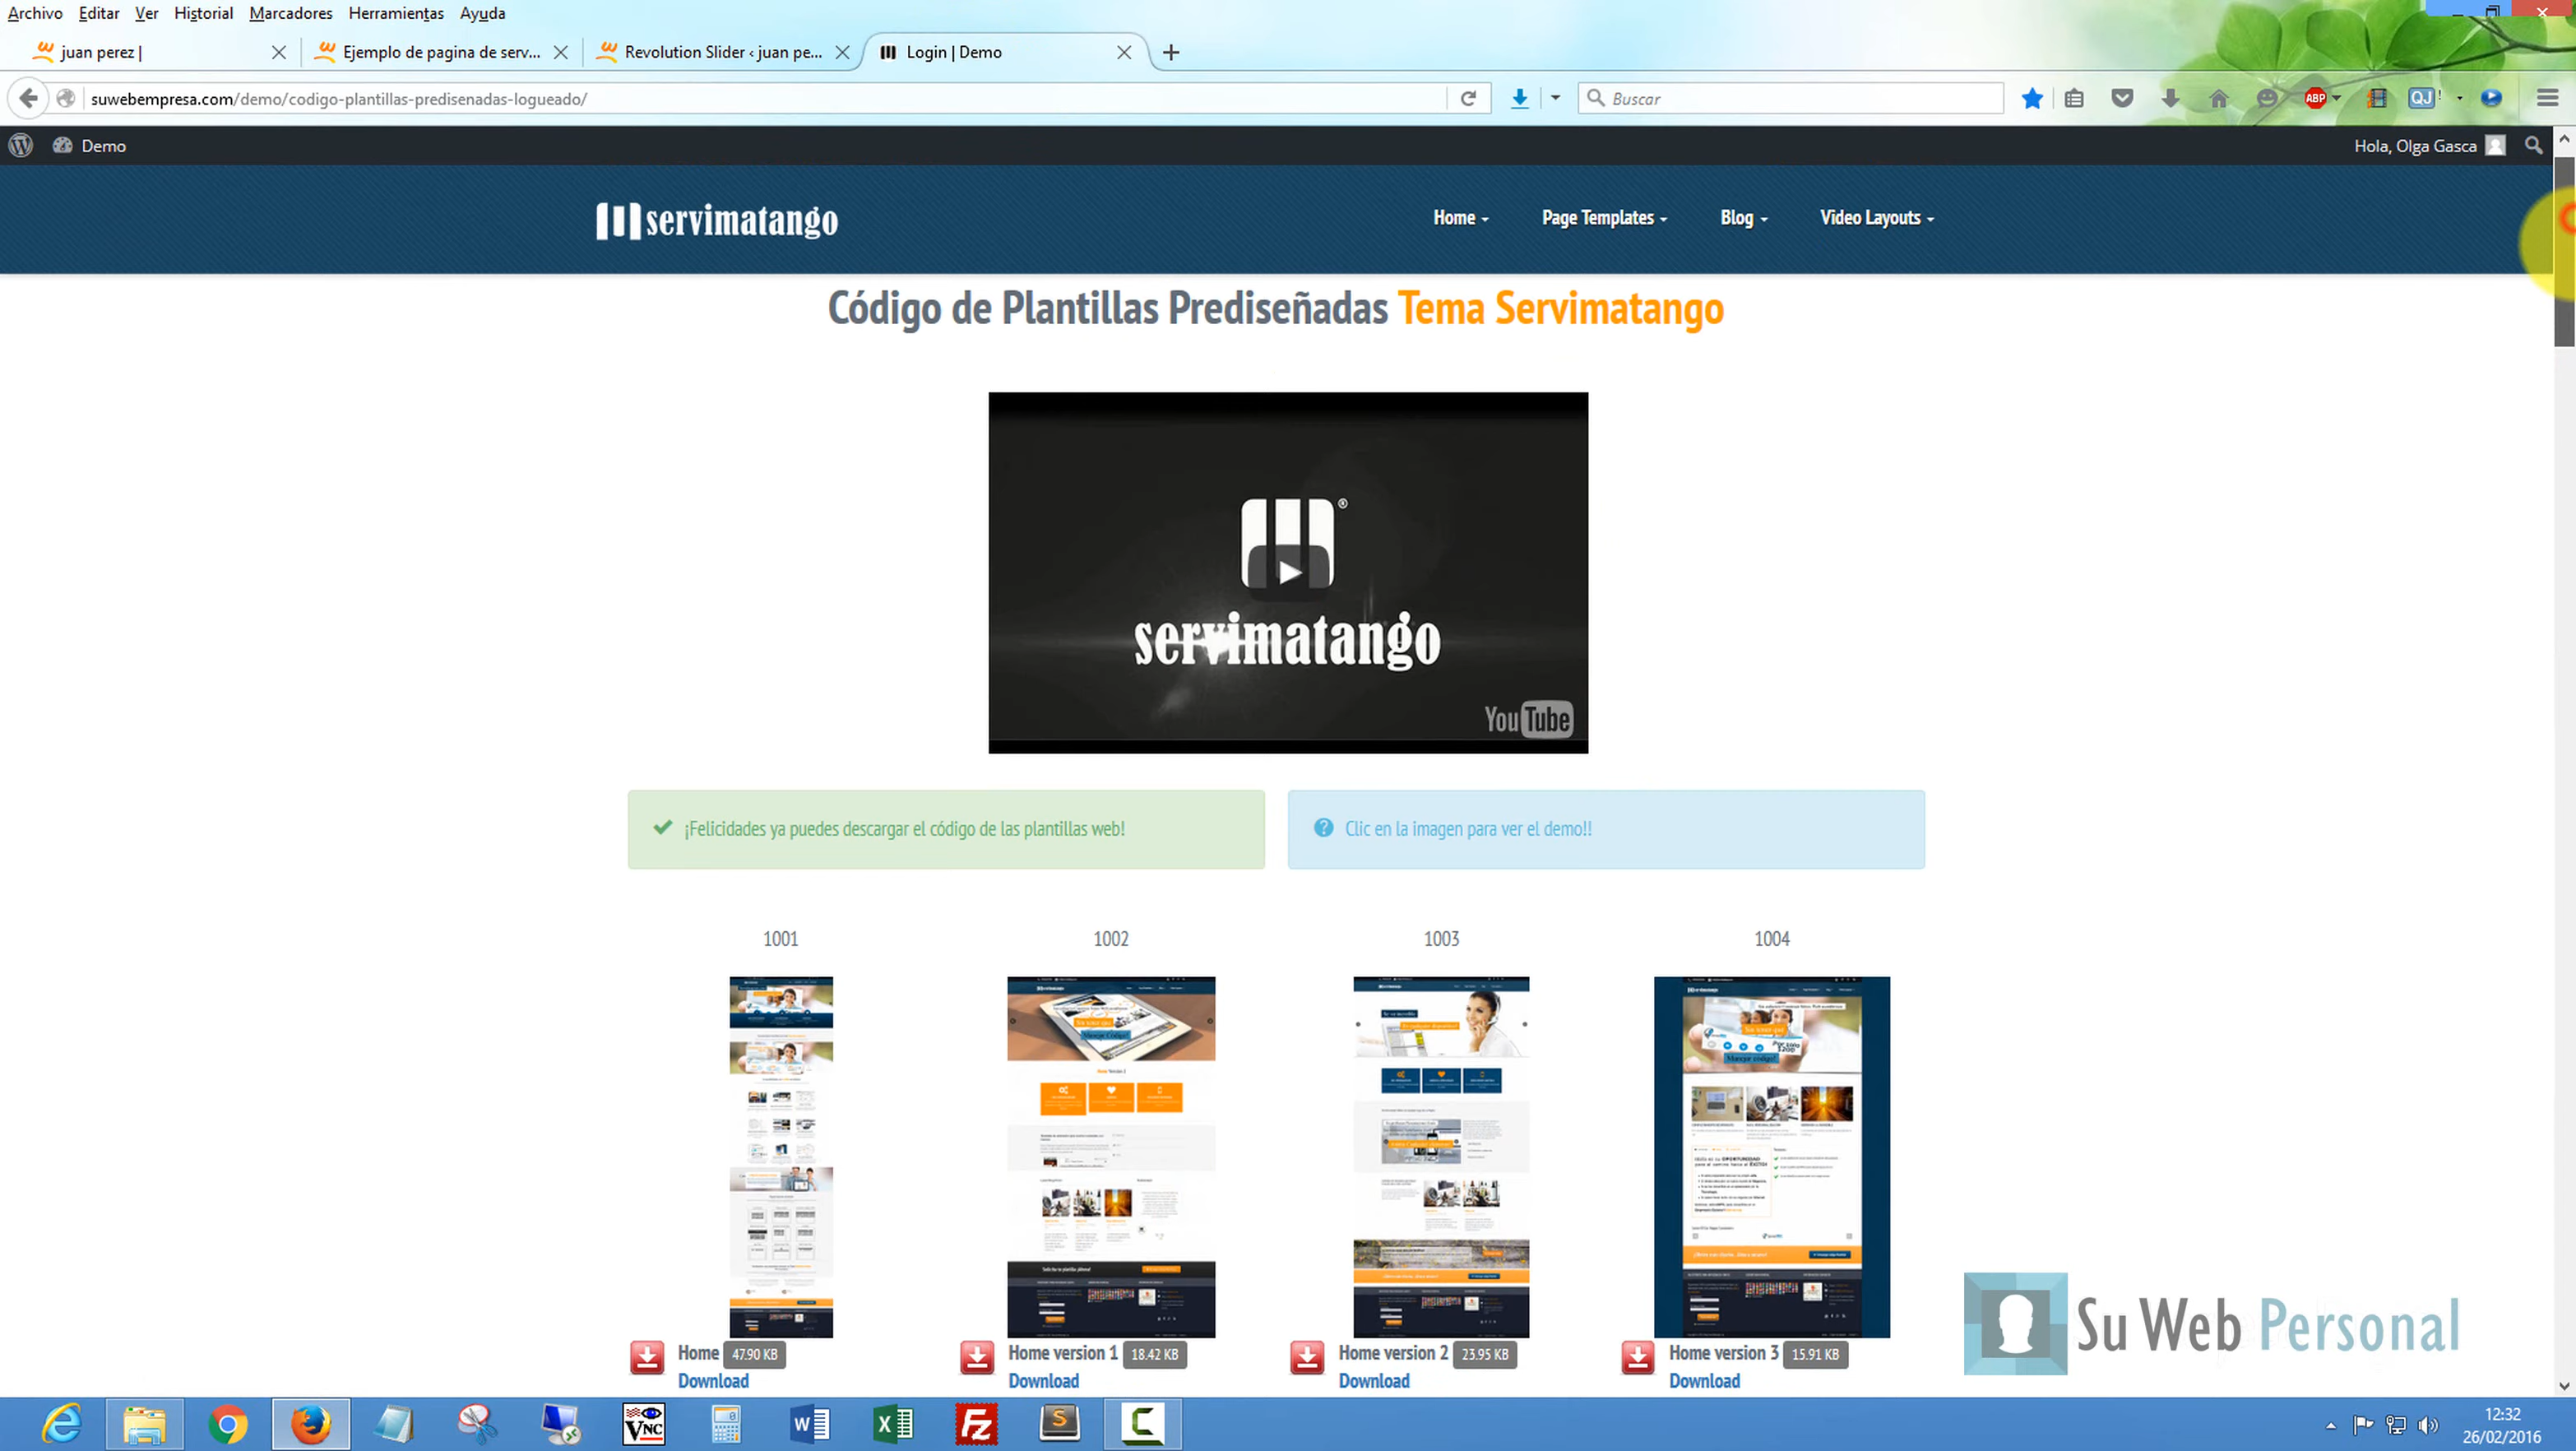 Archivo Editar Ver Historial Marcadores Herramientas Ayuda
juan perez |
Ejemplo de pagina de serv...
Revolution Slider ‹ juan pe...
Login | Demo
suwebempresa.com/demo/codigo-plantillas-predisenadas-logueado/
Buscar
ABP
QJ!
Demo
Hola, Olga Gasca
servimatango
Home
Page Templates
Blog
Video Layouts
Código de Plantillas Prediseñadas Tema Servimatango
servimatango
YouTube
¡Felicidades ya puedes descargar el código de las plantillas web!
Clic en la imagen para ver el demo!!
1001
1002
1003
1004
Home 47.90 KB
Download
Home version 1 18.42 KB
Download
Home version 2 23.95 KB
Download
Home version 3 15.91 KB
Download
Su Web Personal
VNC
12:32
26/02/2016